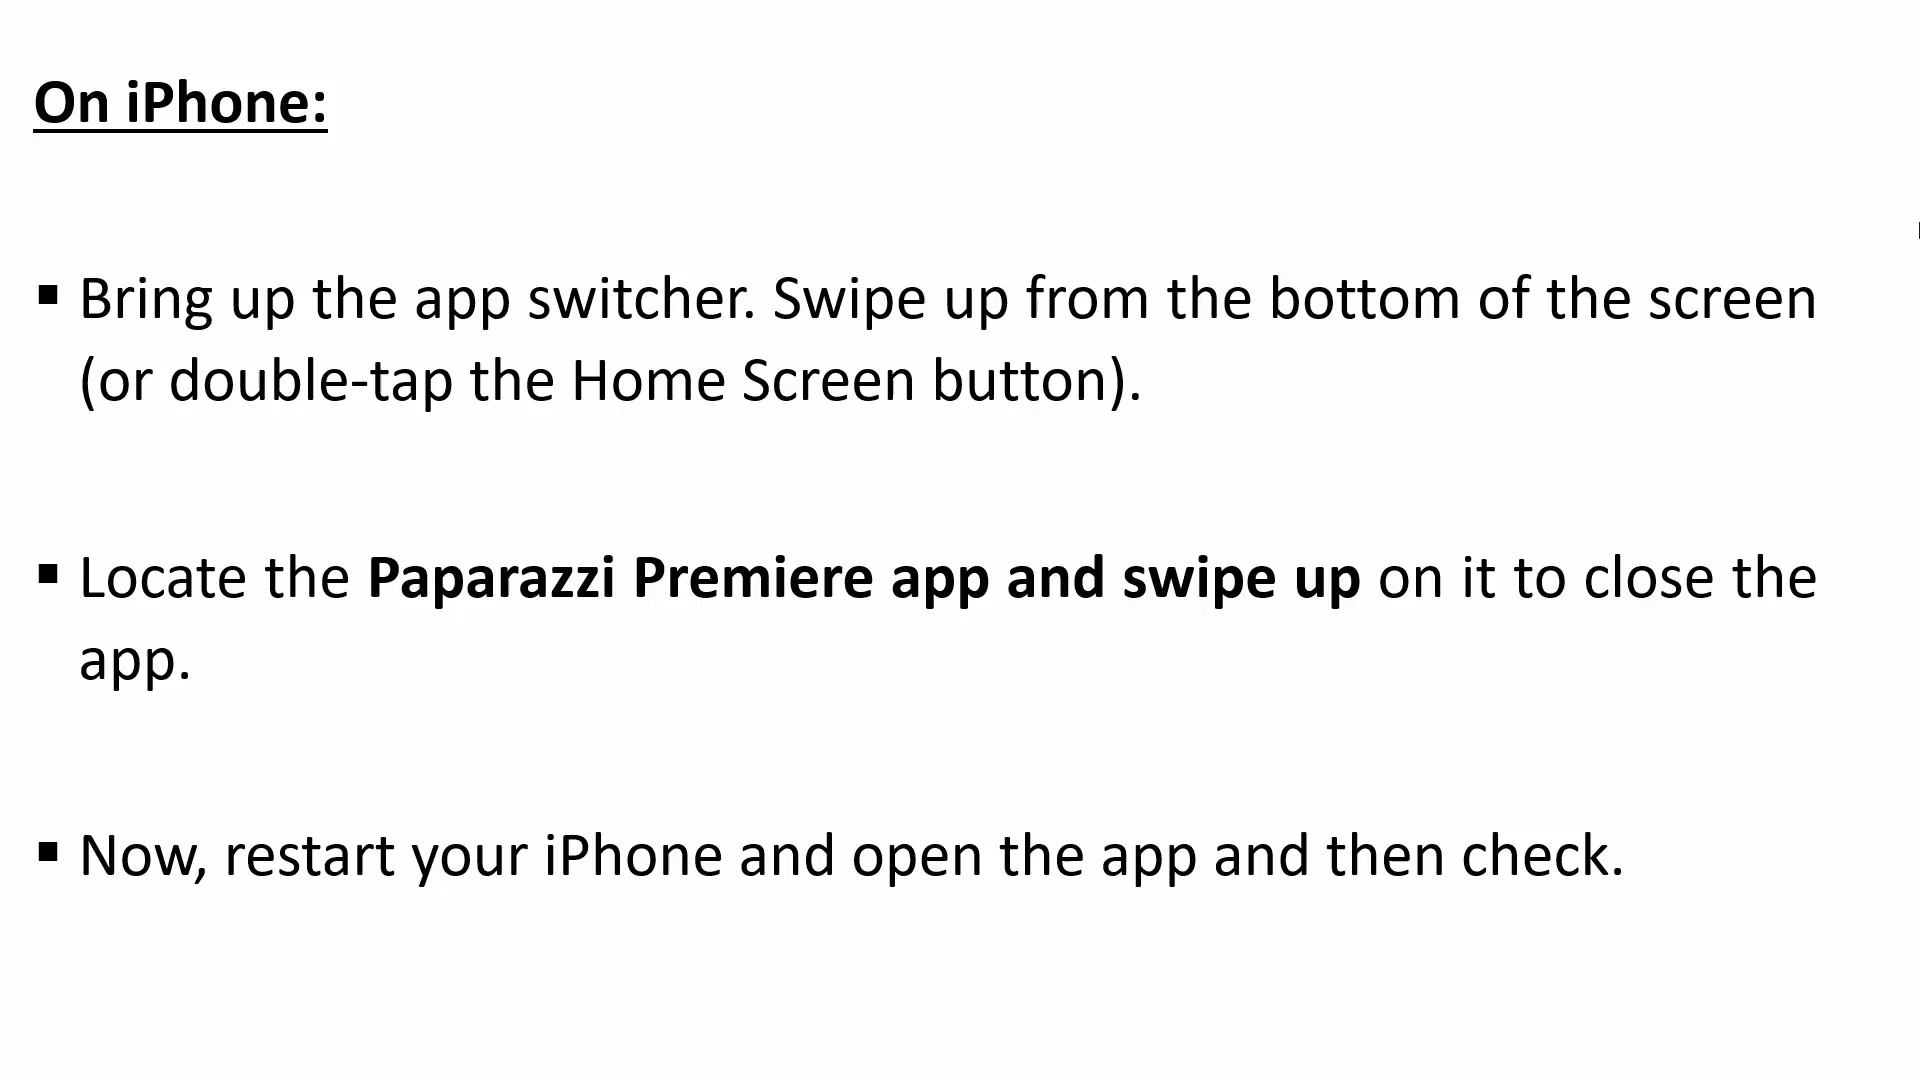 On iPhone:
▪ Bring up the app switcher. Swipe up from the bottom of the screen
(or double-tap the Home Screen button).
▪ Locate the Paparazzi Premiere app and swipe up on it to close the
app.
▪ Now, restart your iPhone and open the app and then check.